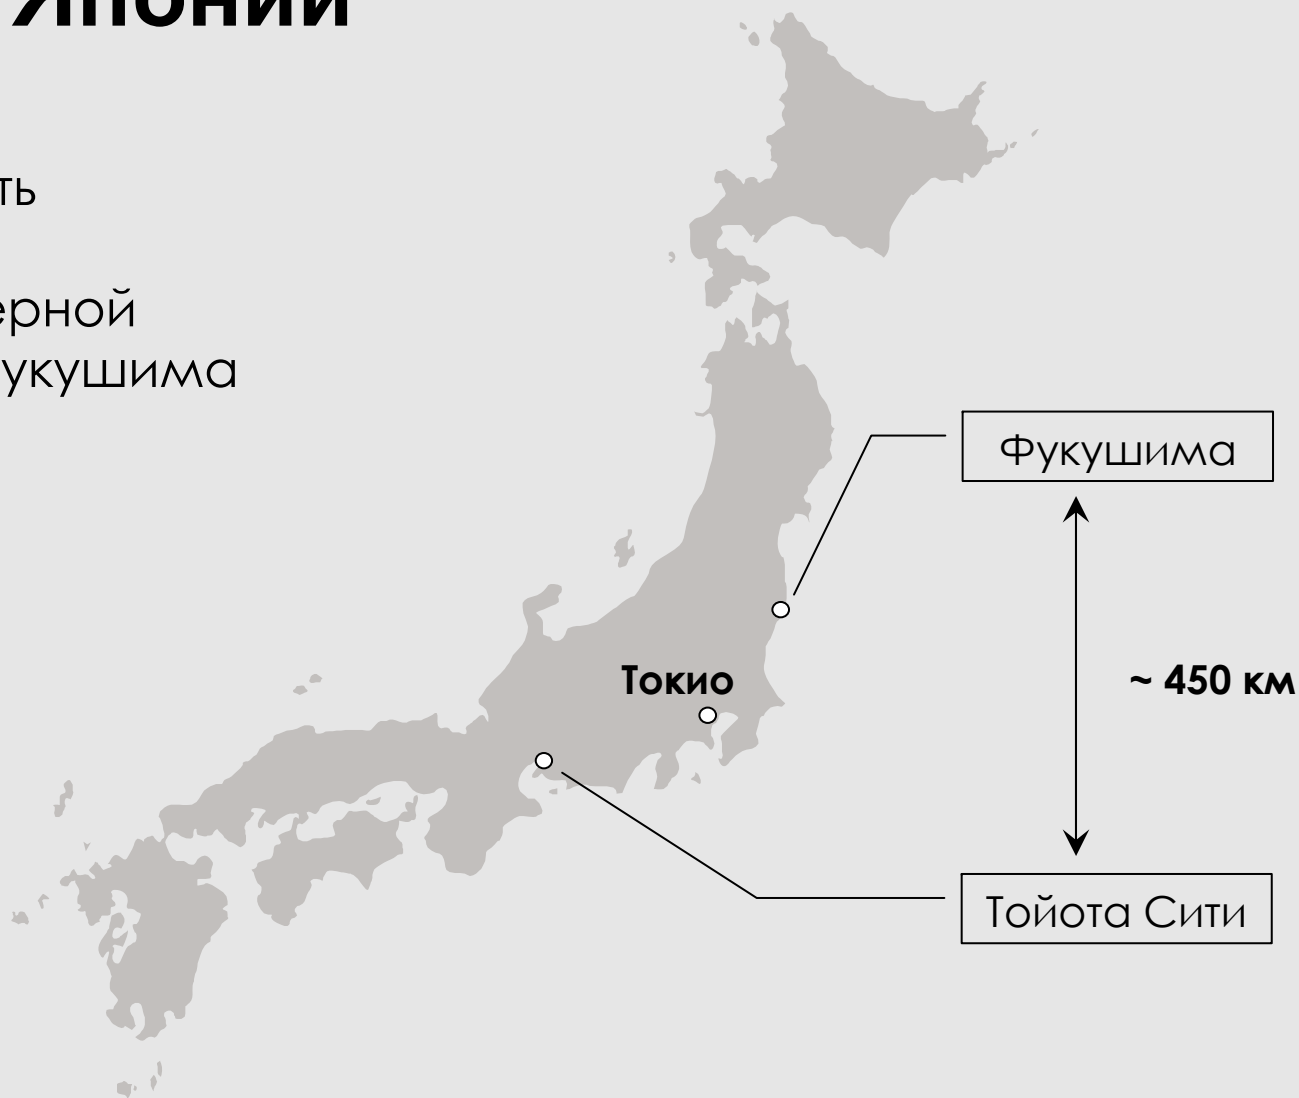 Японии
ть
ерной
укушима
Фукушима
Токио
~ 450 км
Тойота Сити